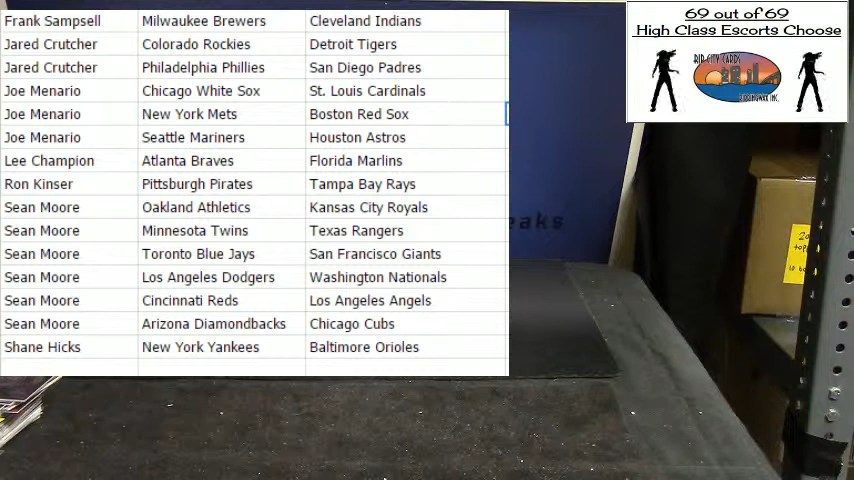 Frank Sampsell Milwaukee Brewers Cleveland Indians
Jared Crutcher Colorado Rockies Detroit Tigers
Jared Crutcher Philadelphia Phillies San Diego Padres
Joe Menario Chicago White Sox St. Louis Cardinals
Joe Menario New York Mets Boston Red Sox
Joe Menario Seattle Mariners Houston Astros
Lee Champion Atlanta Braves Florida Marlins
Ron Kinser Pittsburgh Pirates Tampa Bay Rays
Sean Moore Oakland Athletics Kansas City Royals
Sean Moore Minnesota Twins Texas Rangers
Sean Moore Toronto Blue Jays San Francisco Giants
Sean Moore Los Angeles Dodgers Washington Nationals
Sean Moore Cincinnati Reds Los Angeles Angels
Sean Moore Arizona Diamondbacks Chicago Cubs
Shane Hicks New York Yankees Baltimore Orioles
69 out of 69
High Class Escorts Choose
RIP CITY CARDS
eaks